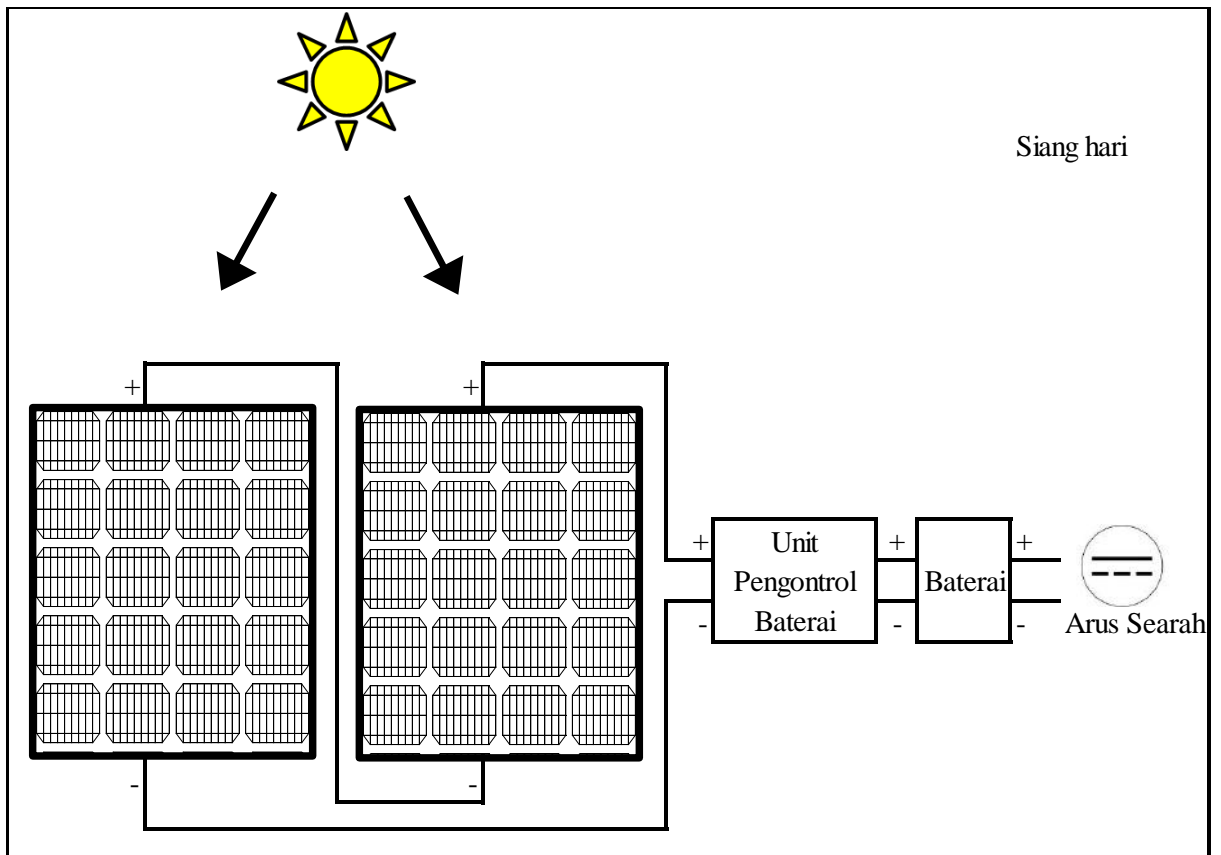 Siang hari
+
+
+
Unit
Pengontrol
Baterai
-
+
-
Baterai
+
-
Arus Searah
-
-